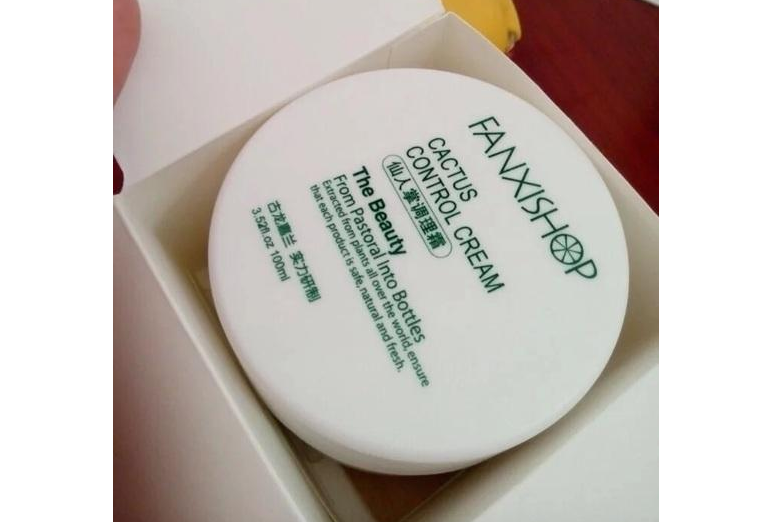 FANXISHOP
CACTUS
CONTROL CREAM
仙人掌调理霜
The Beauty
From Pastoral Into Bottles
Extracted from plants all over the world, ensure
that each product is safe, natural and fresh.
古龙薰兰 实力研制
3.52fl.oz 100ml